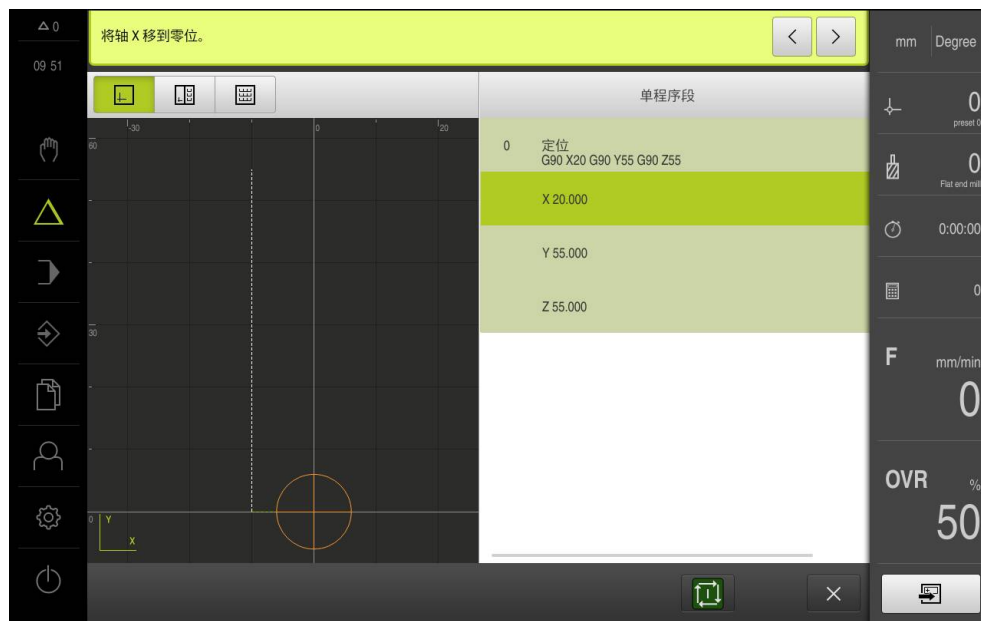 0
09 51
将轴 X 移到零位。
mm
Degree
-30
0
20
60
30
0
Y
X
单程序段
0 定位
G90 X20 G90 Y55 G90 Z55
X 20.000
Y 55.000
Z 55.000
0
preset 0
0
Flat end mill
0:00:00
0
F
mm/min
0
OVR
%
50